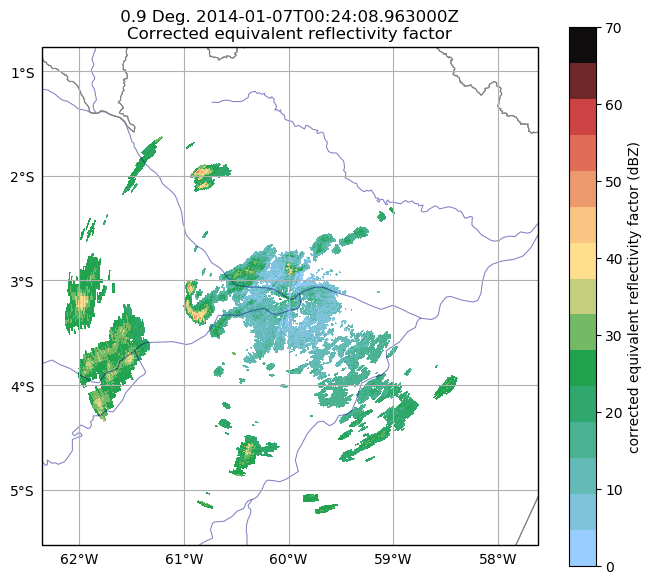 0.9 Deg. 2014-01-07T00:24:08.963000Z
Corrected equivalent reflectivity factor
1°S
2°S
3°S
4°S
5°S
62°W
61°W
60°W
59°W
58°W
70
60
50
40
30
20
10
0
corrected equivalent reflectivity factor (dBZ)